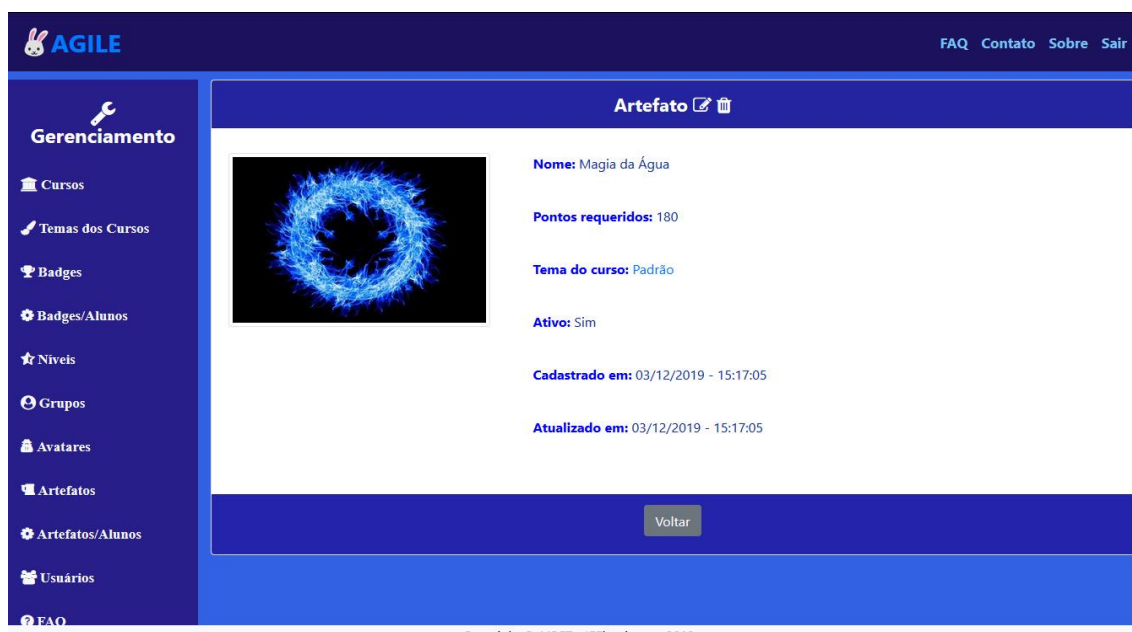 AGILE
FAQ Contato Sobre Sair
Gerenciamento
Cursos
Temas dos Cursos
Badges
Badges/Alunos
Níveis
Grupos
Avatares
Artefatos
Artefatos/Alunos
Usuários
FAQ
Artefato
Nome: Magia da Água
Pontos requeridos: 180
Tema do curso: Padrão
Ativo: Sim
Cadastrado em: 03/12/2019 - 15:17:05
Atualizado em: 03/12/2019 - 15:17:05
Voltar